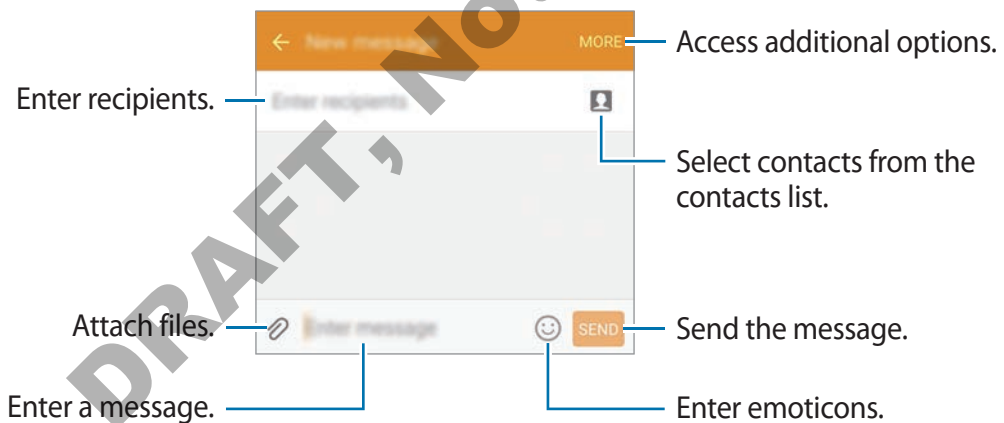 New message
MORE
Access additional options.
Enter recipients.
Enter recipients
Select contacts from the
contacts list.
Attach files.
Enter message
SEND
Send the message.
Enter a message.
Enter emoticons.
DRAFT, No